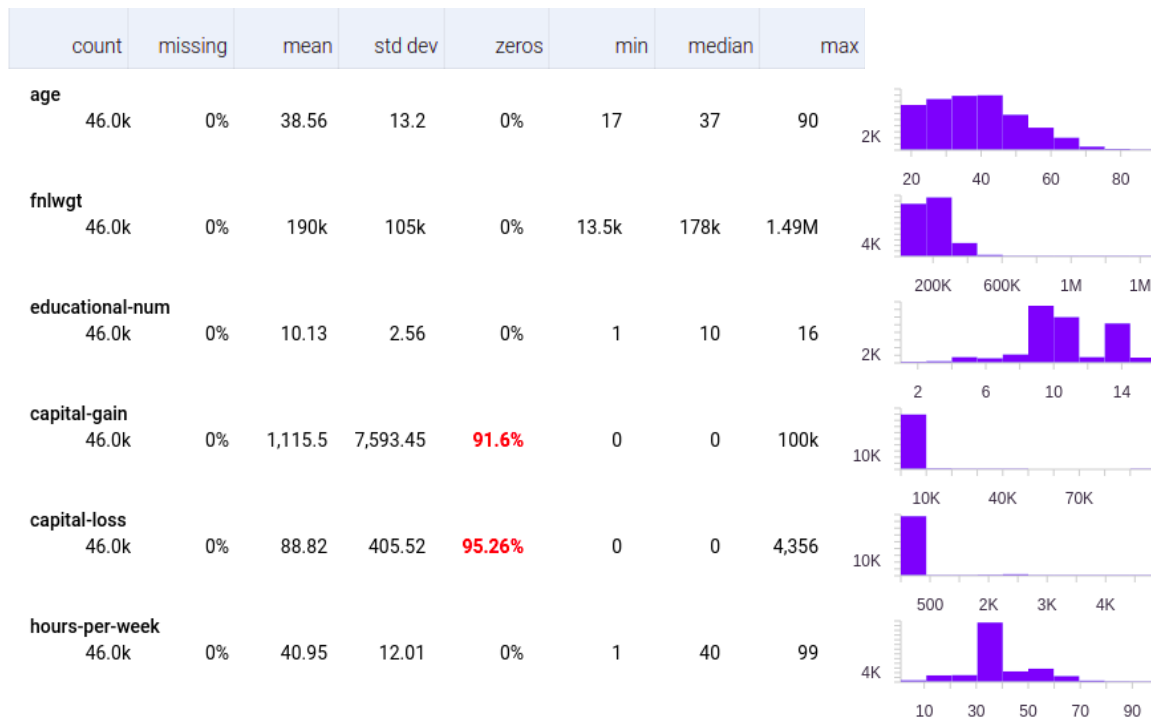 count missing mean std dev zeros min median max
age
46.0k 0% 38.56 13.2 0% 17 37 90
2K
20 40 60 80
fnlwgt
46.0k 0% 190k 105k 0% 13.5k 178k 1.49M
4K
200K 600K 1M 1M
educational-num
46.0k 0% 10.13 2.56 0% 1 10 16
2K
2 6 10 14
capital-gain
46.0k 0% 1,115.5 7,593.45 91.6% 0 0 100k
10K
10K 40K 70K
capital-loss
46.0k 0% 88.82 405.52 95.26% 0 0 4,356
10K
500 2K 3K 4K
hours-per-week
46.0k 0% 40.95 12.01 0% 1 40 99
4K
10 30 50 70 90